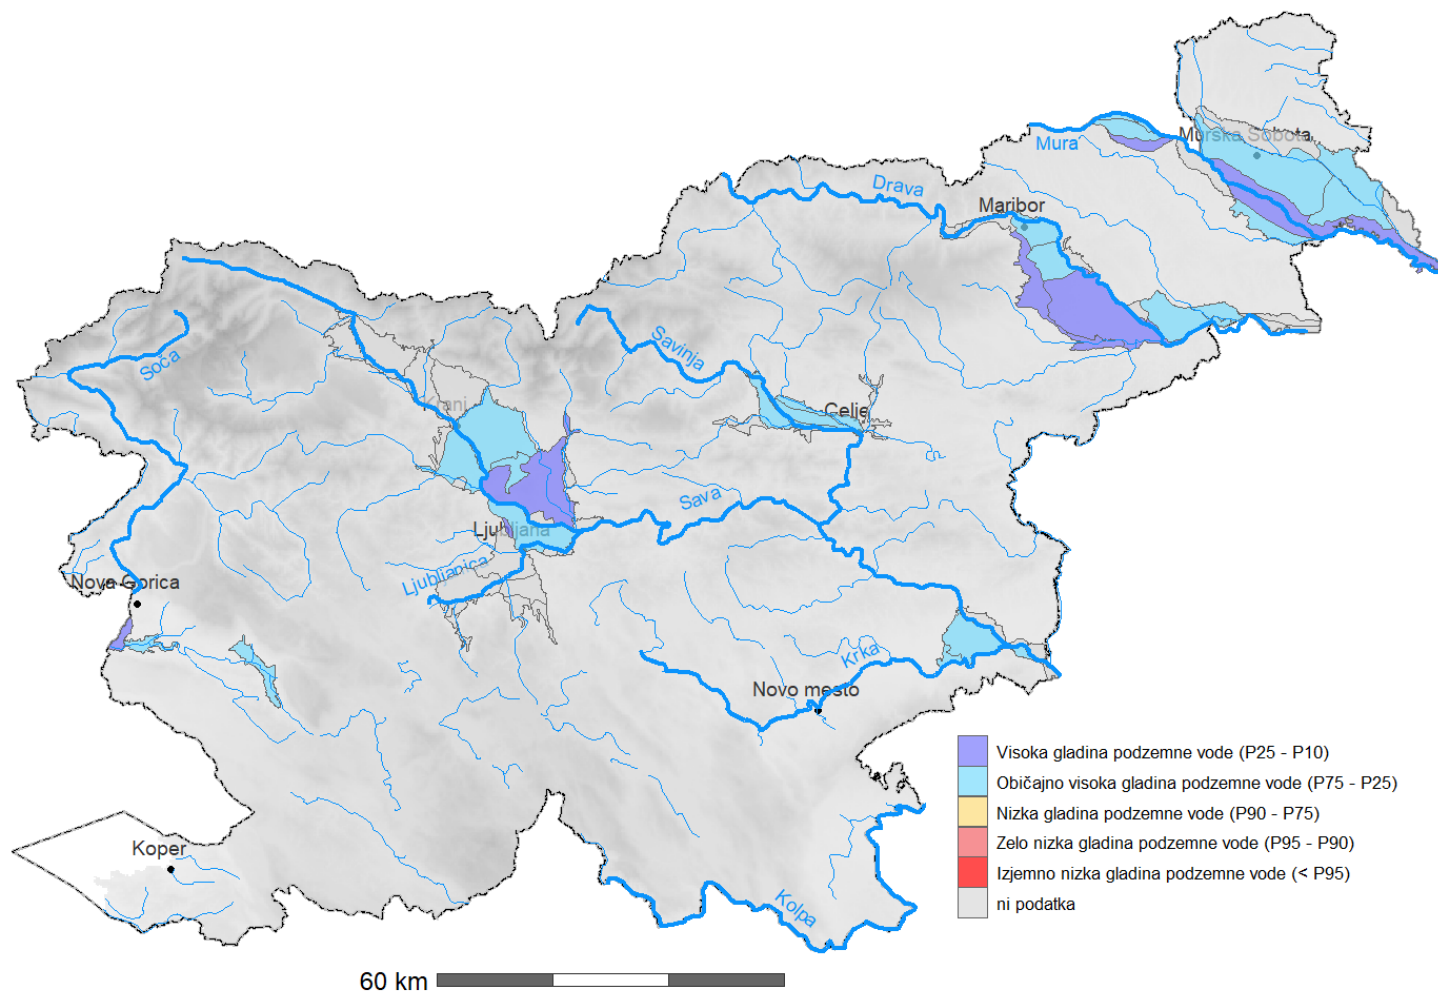 Murska Sobota
Mura
Drava
Maribor
Soča
Savinja
Kranj
Celje
Sava
Ljubljana
Ljubljanica
Nova Gorica
Krka
Novo mesto
Visoka gladina podzemne vode (P25 - P10)
Običajno visoka gladina podzemne vode (P75 - P25)
Nizka gladina podzemne vode (P90 - P75)
Zelo nizka gladina podzemne vode (P95 - P90)
Izjemno nizka gladina podzemne vode (< P95)
ni podatka
Koper
Kolpa
60 km